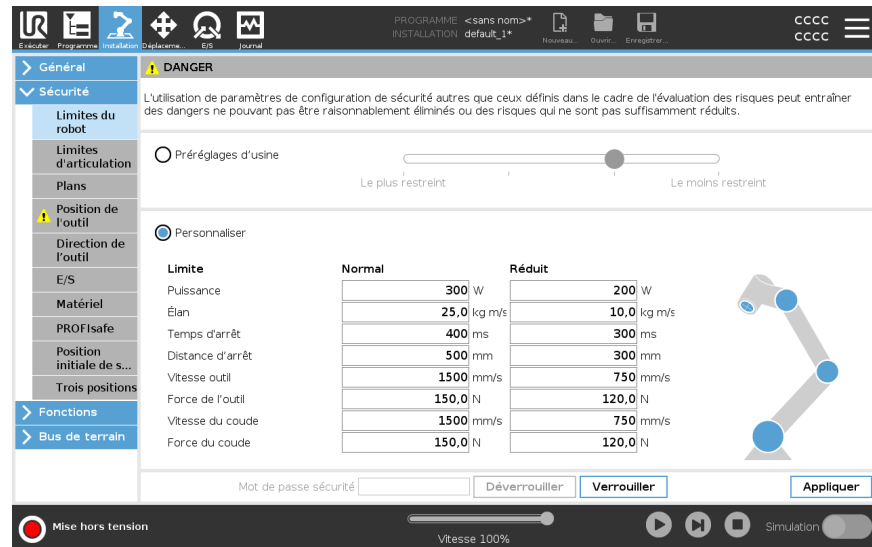 PROGRAMME <sans nom>*
INSTALLATION default_1*
cccc
cccc
Exécuter Programme Installation Déplaceme... E/S Journal Nouveau... Ouvrir... Enregistrer...
Général
Sécurité
Limites du
robot
Limites
d'articulation
Plans
Position de
l'outil
Direction de
l'outil
E/S
Matériel
PROFIsafe
Position
initiale de s...
Trois positions
Fonctions
Bus de terrain
DANGER
L'utilisation de paramètres de configuration de sécurité autres que ceux définis dans le cadre de l'évaluation des risques peut entraîner
des dangers ne pouvant pas être raisonnablement éliminés ou des risques qui ne sont pas suffisamment réduits.
Préréglages d'usine
Le plus restreint Le moins restreint
Personnaliser
Limite Normal Réduit
Puissance 300 W 200 W
Élan 25,0 kg m/s 10,0 kg m/s
Temps d'arrêt 400 ms 300 ms
Distance d'arrêt 500 mm 300 mm
Vitesse outil 1500 mm/s 750 mm/s
Force de l'outil 150,0 N 120,0 N
Vitesse du coude 1500 mm/s 750 mm/s
Force du coude 150,0 N 120,0 N
Mot de passe sécurité Déverrouiller Verrouiller Appliquer
Mise hors tension
Vitesse 100%
Simulation